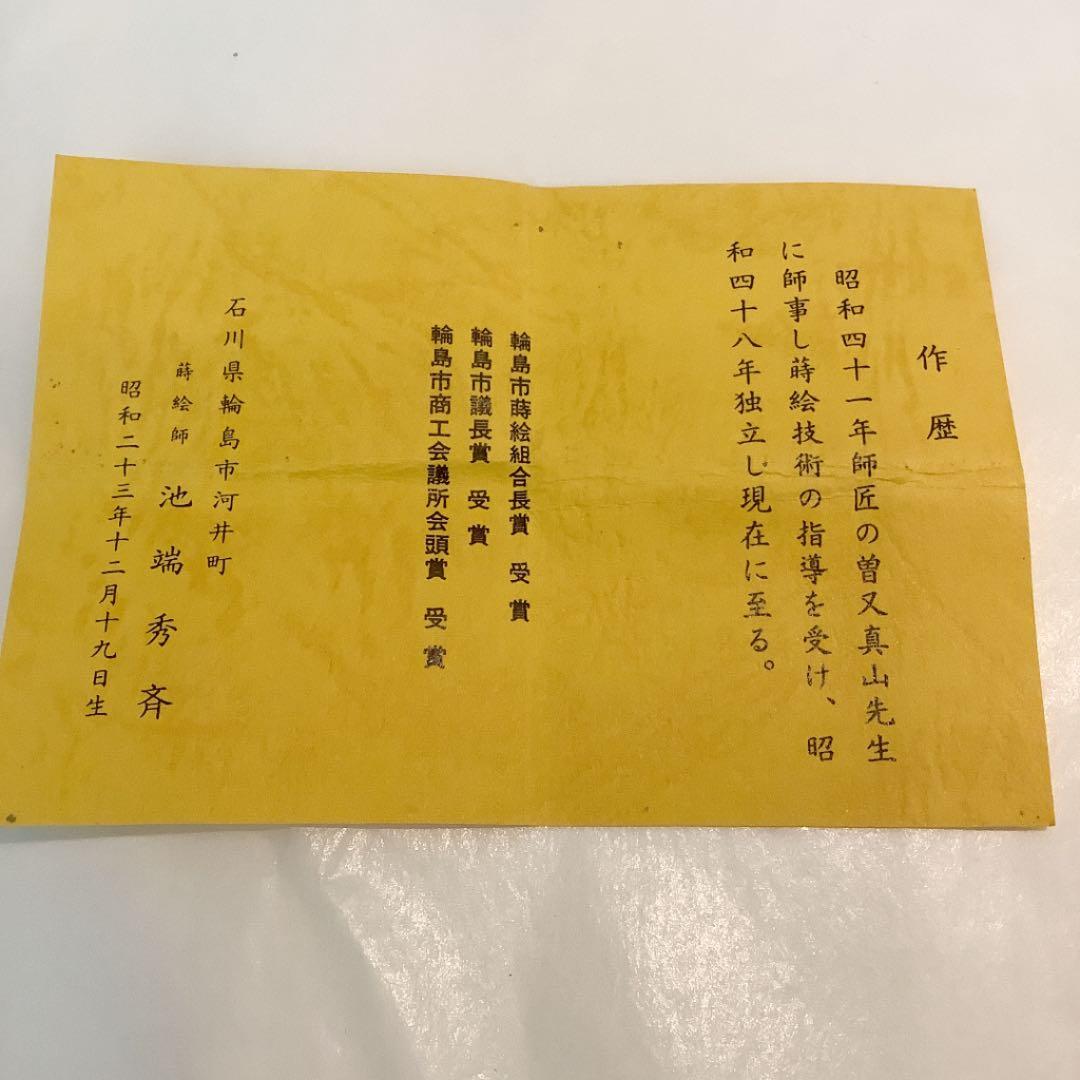 作歴
昭和四十一年師匠の曽又真山先生
に師事し蒔絵技術の指導を受け、昭
和四十八年独立し現在に至る。
輪島市蒔絵組合長賞 受賞
輪島市議長賞 受賞
輪島市商工会議所会頭賞 受賞
石川県輪島市河井町
蒔絵師 池端秀斉
昭和二十三年十二月十九日生